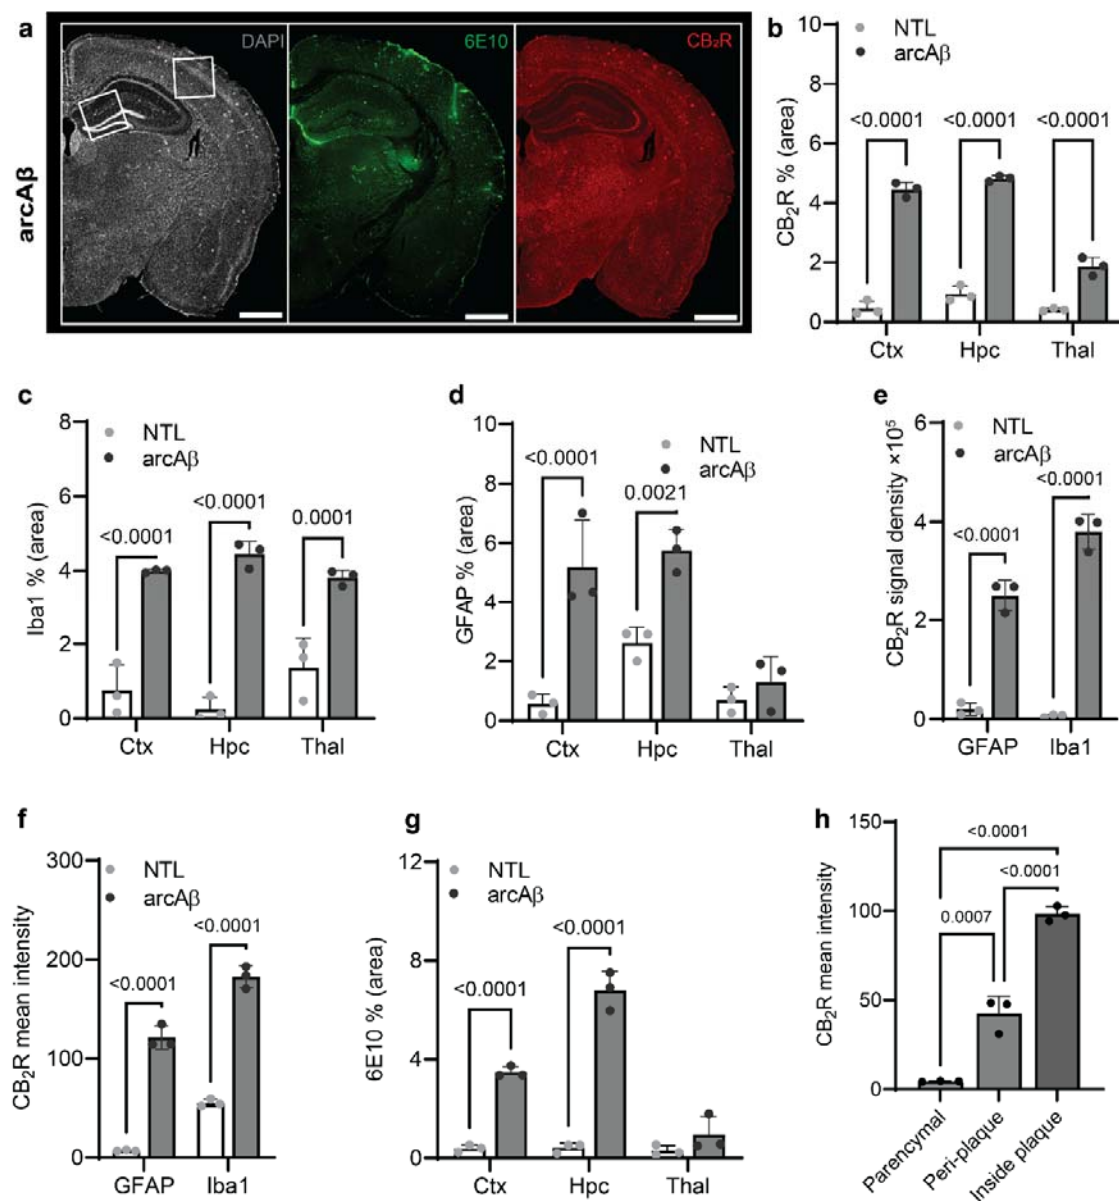 a
DAPI
6E10
CB₂R
arcAβ
b
NTL
arcAβ
<0.0001
<0.0001
<0.0001
CB₂R % (area)
10
8
6
4
2
0
Ctx
Hpc
Thal
c
NTL
arcAβ
<0.0001
<0.0001
0.0001
Iba1 % (area)
8
6
4
2
0
Ctx
Hpc
Thal
d
NTL
arcAβ
<0.0001
0.0021
GFAP % (area)
10
8
6
4
2
0
Ctx
Hpc
Thal
e
NTL
arcAβ
<0.0001
<0.0001
CB₂R signal density ×10⁵
6
4
2
0
GFAP
Iba1
f
NTL
arcAβ
<0.0001
<0.0001
CB₂R mean intensity
300
200
100
0
GFAP
Iba1
g
NTL
arcAβ
<0.0001
<0.0001
6E10 % (area)
12
8
4
0
Ctx
Hpc
Thal
h
<0.0001
<0.0001
0.0007
CB₂R mean intensity
150
100
50
0
Parencymal
Peri-plaque
Inside plaque